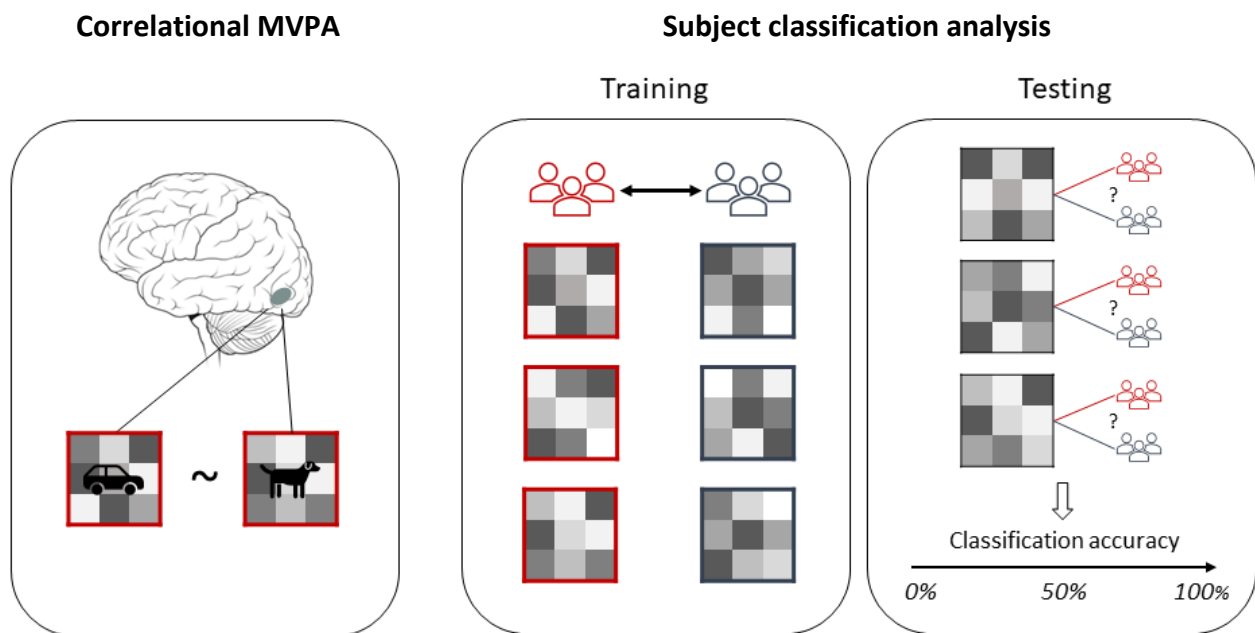 Correlational MVPA
Subject classification analysis
Training
Testing
~
?
?
?
Classification accuracy
0% 50% 100%